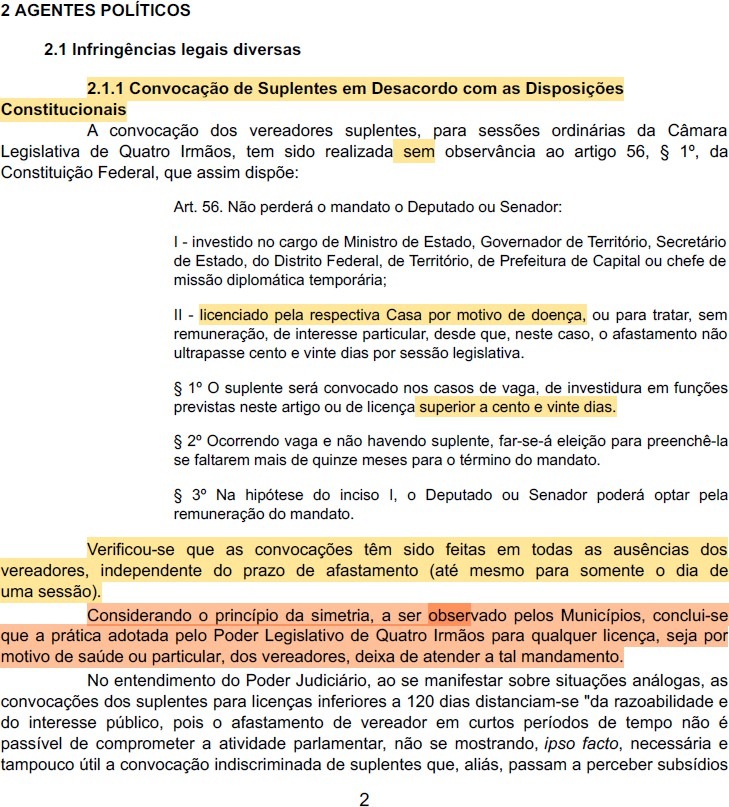 2 AGENTES POLÍTICOS
2.1 Infringências legais diversas
2.1.1 Convocação de Suplentes em Desacordo com as Disposições
Constitucionais
A convocação dos vereadores suplentes, para sessões ordinárias da Câmara
Legislativa de Quatro Irmãos, tem sido realizada sem observância ao artigo 56, § 1º, da
Constituição Federal, que assim dispõe:
Art. 56. Não perderá o mandato o Deputado ou Senador:
I - investido no cargo de Ministro de Estado, Governador de Território, Secretário
de Estado, do Distrito Federal, de Território, de Prefeitura de Capital ou chefe de
missão diplomática temporária;
II - licenciado pela respectiva Casa por motivo de doença, ou para tratar, sem
remuneração, de interesse particular, desde que, neste caso, o afastamento não
ultrapasse cento e vinte dias por sessão legislativa.
§ 1º O suplente será convocado nos casos de vaga, de investidura em funções
previstas neste artigo ou de licença superior a cento e vinte dias.
§ 2º Ocorrendo vaga e não havendo suplente, far-se-á eleição para preenchê-la
se faltarem mais de quinze meses para o término do mandato.
§ 3º Na hipótese do inciso I, o Deputado ou Senador poderá optar pela
remuneração do mandato.
Verificou-se que as convocações têm sido feitas em todas as ausências dos
vereadores, independente do prazo de afastamento (até mesmo para somente o dia de
uma sessão).
Considerando o princípio da simetria, a ser observado pelos Municípios, conclui-se
que a prática adotada pelo Poder Legislativo de Quatro Irmãos para qualquer licença, seja por
motivo de saúde ou particular, dos vereadores, deixa de atender a tal mandamento.
No entendimento do Poder Judiciário, ao se manifestar sobre situações análogas, as
convocações dos suplentes para licenças inferiores a 120 dias distanciam-se "da razoabilidade e
do interesse público, pois o afastamento de vereador em curtos períodos de tempo não é
passível de comprometer a atividade parlamentar, não se mostrando, ipso facto, necessária e
tampouco útil a convocação indiscriminada de suplentes que, aliás, passam a perceber subsídios
2